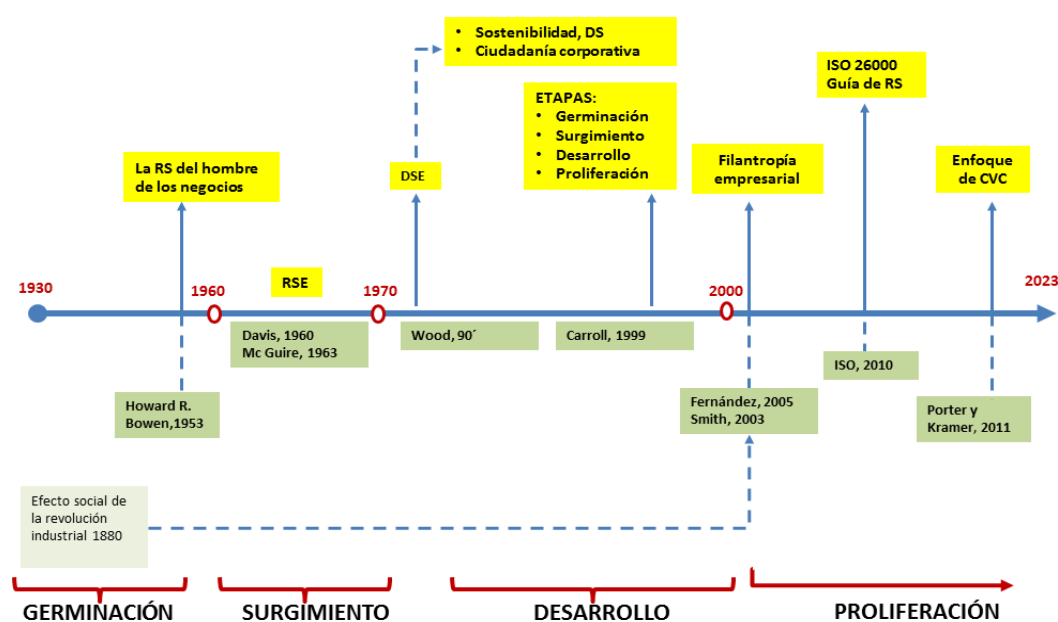 • Sostenibilidad, DS
• Ciudadanía corporativa
ISO 26000
Guía de RS
ETAPAS:
• Germinación
• Surgimiento
• Desarrollo
• Proliferación
La RS del hombre
de los negocios
DSE
Filantropía
empresarial
Enfoque
de CVC
1930
1960
RSE
1970
2000
2023
Davis, 1960
Mc Guire, 1963
Wood, 90´
Carroll, 1999
ISO, 2010
Howard R.
Bowen,1953
Fernández, 2005
Smith, 2003
Porter y
Kramer, 2011
Efecto social de
la revolución
industrial 1880
GERMINACIÓN
SURGIMIENTO
DESARROLLO
PROLIFERACIÓN